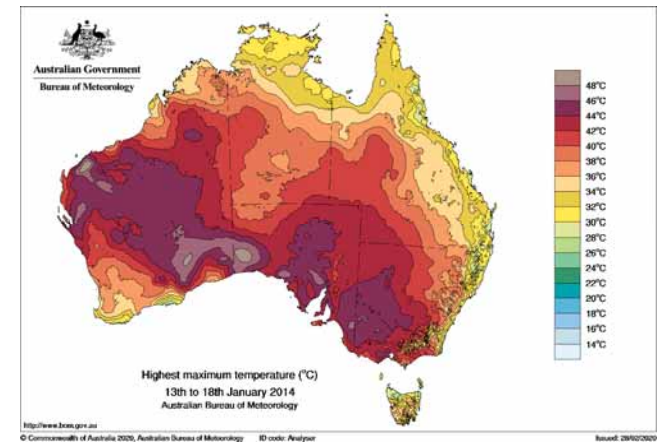 Australian Government
Bureau of Meteorology
48°C
46°C
44°C
42°C
40°C
38°C
36°C
34°C
32°C
30°C
28°C
26°C
24°C
22°C
20°C
18°C
16°C
14°C
Highest maximum temperature (°C)
13th to 18th January 2014
Australian Bureau of Meteorology
http://www.bom.gov.au
© Commonwealth of Australia 2020, Australian Bureau of Meteorology
ID code: Analyser
Issued: 28/02/2020